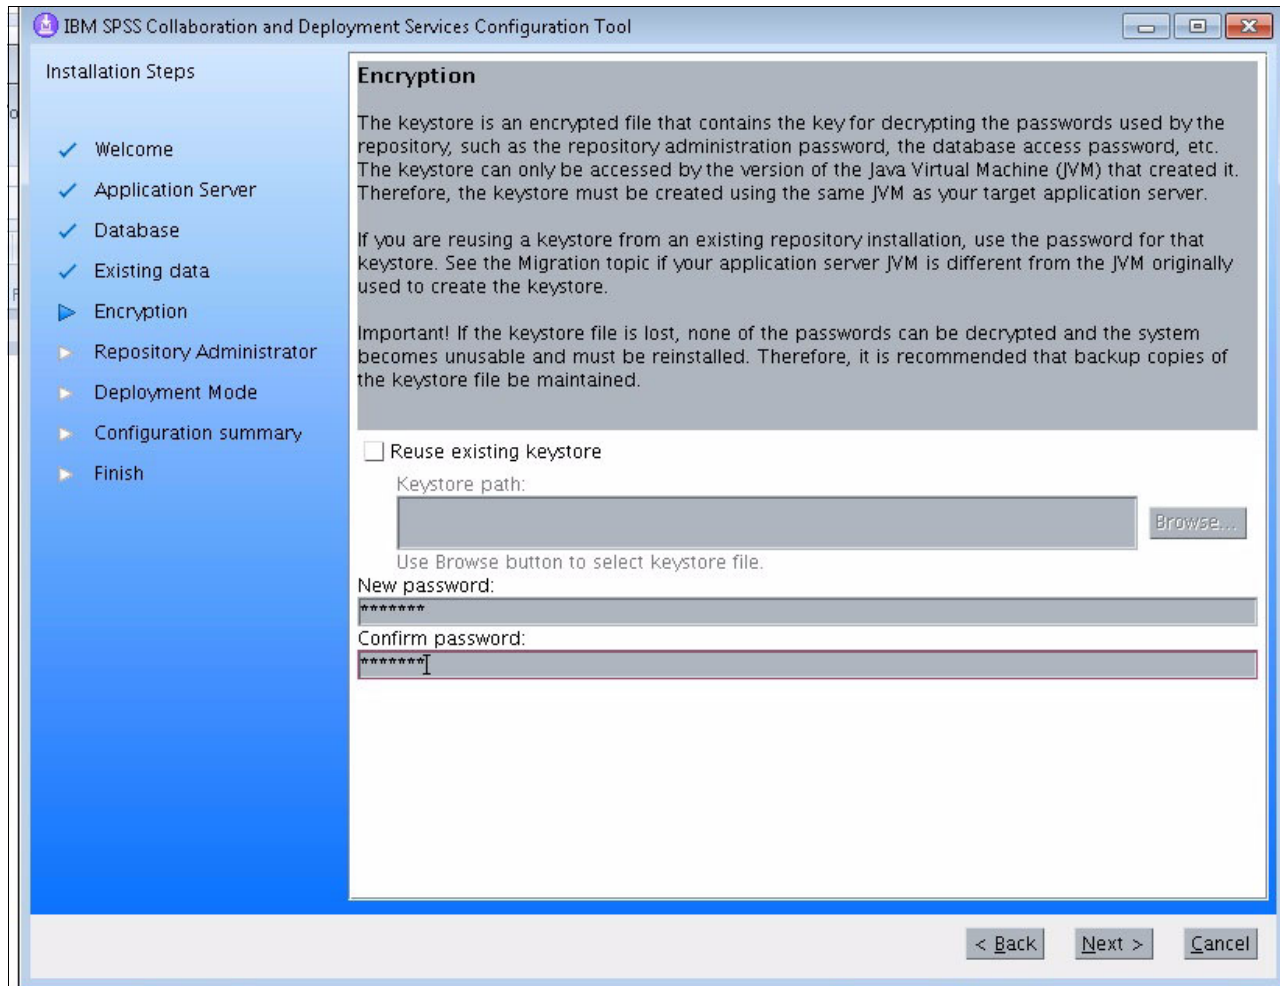 IBM SPSS Collaboration and Deployment Services Configuration Tool
Installation Steps
Welcome
Application Server
Database
Existing data
Encryption
Repository Administrator
Deployment Mode
Configuration summary
Finish
Encryption
The keystore is an encrypted file that contains the key for decrypting the passwords used by the
repository, such as the repository administration password, the database access password, etc.
The keystore can only be accessed by the version of the Java Virtual Machine (JVM) that created it.
Therefore, the keystore must be created using the same JVM as your target application server.
If you are reusing a keystore from an existing repository installation, use the password for that
keystore. See the Migration topic if your application server JVM is different from the JVM originally
used to create the keystore.
Important! If the keystore file is lost, none of the passwords can be decrypted and the system
becomes unusable and must be reinstalled. Therefore, it is recommended that backup copies of
the keystore file be maintained.
Reuse existing keystore
Keystore path:
Browse...
Use Browse button to select keystore file.
New password:
*******
Confirm password:
*******
< Back Next > Cancel